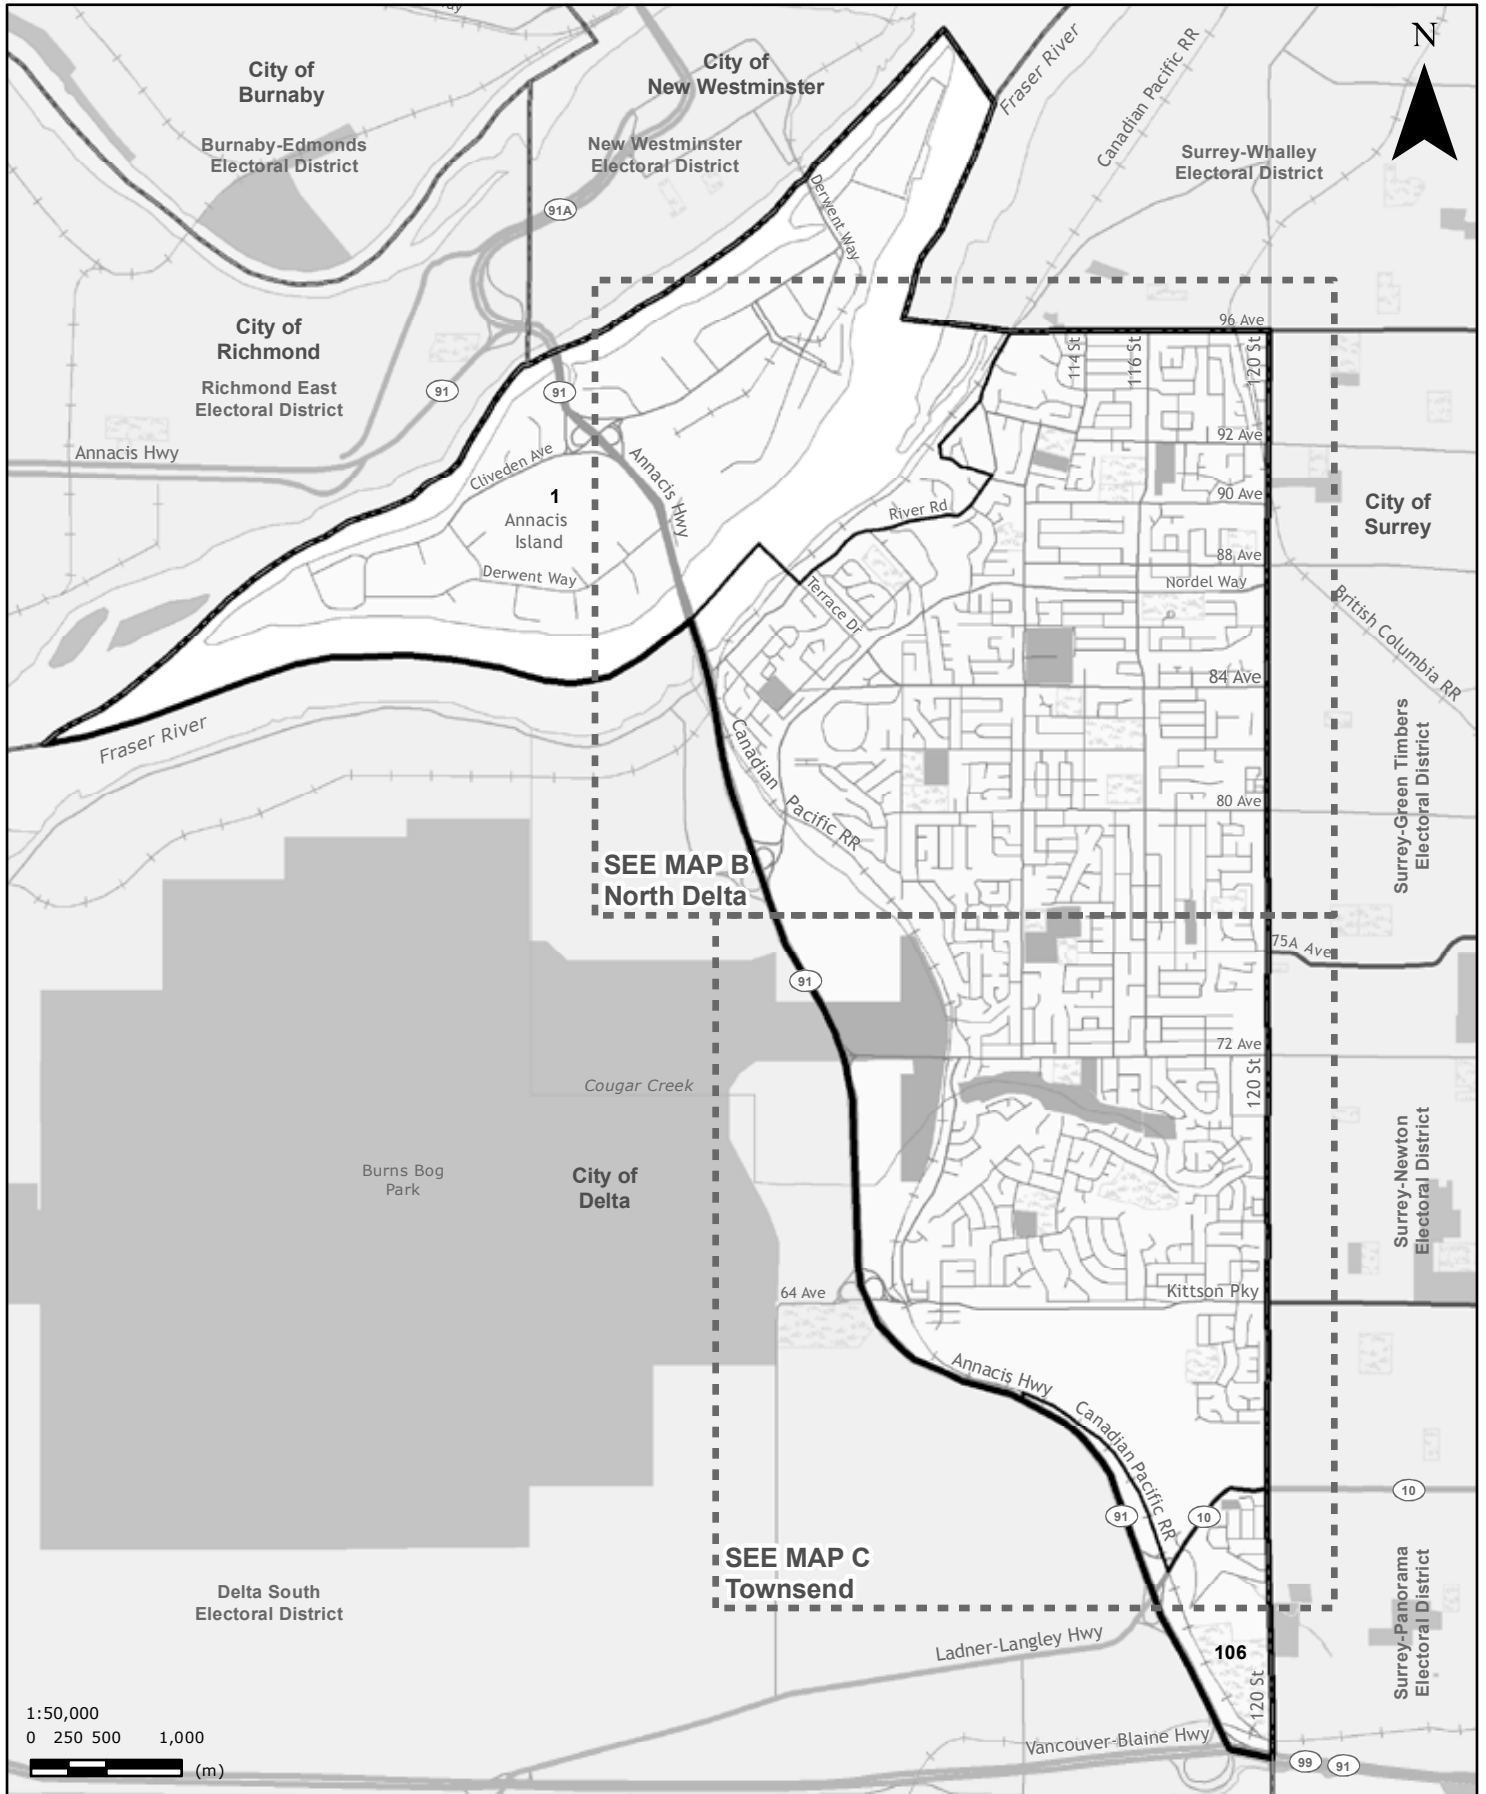 City of
Burnaby
Burnaby-Edmonds
Electoral District
City of
New Westminster
New Westminster
Electoral District
Fraser River
Canadian Pacific RR
N
Surrey-Whalley
Electoral District
91A
Derwent Way
City of
Richmond
Richmond East
Electoral District
91
91
96 Ave
114 St
116 St
120 St
92 Ave
Annacis Hwy
Cliveden Ave
Annacis Hwy
1
Annacis
Island
Derwent Way
River Rd
90 Ave
City of
Surrey
88 Ave
Nordel Way
Terrace Dr
British Columbia RR
84 Ave
Fraser River
Canadian
Pacific RR
80 Ave
Surrey-Green Timbers
Electoral District
SEE MAP B
North Delta
75A Ave
91
72 Ave
120 St
Cougar Creek
Burns Bog
Park
City of
Delta
Surrey-Newton
Electoral District
64 Ave
Kittson Pky
Annacis Hwy
Canadian Pacific RR
91
10
10
SEE MAP C
Townsend
Delta South
Electoral District
Surrey-Panorama
Electoral District
Ladner-Langley Hwy
106
120 St
Vancouver-Blaine Hwy
99
91
1:50,000
0 250 500 1,000
(m)